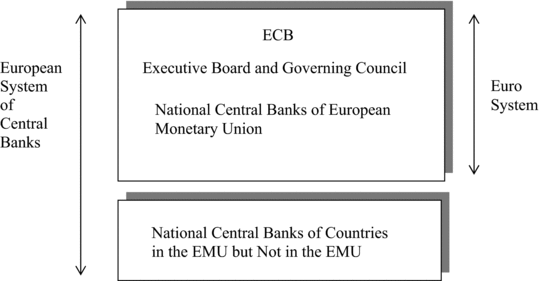 ECB
Executive Board and Governing Council
National Central Banks of European
Monetary Union
European
System
of
Central
Banks
Euro
System
National Central Banks of Countries
in the EMU but Not in the EMU